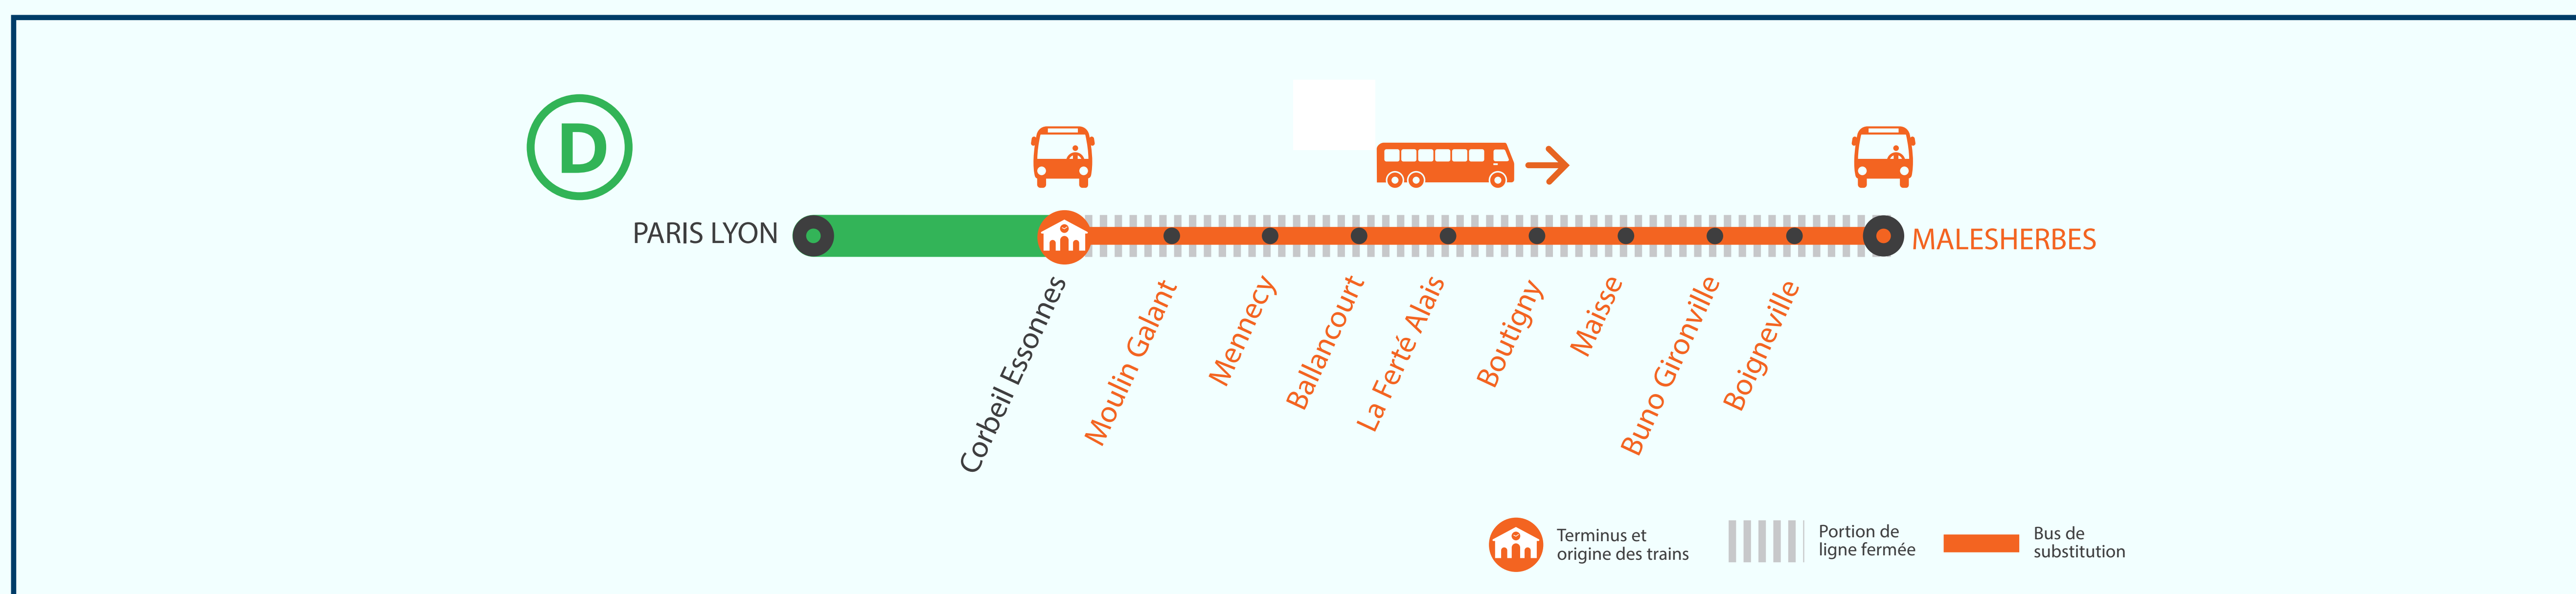 D
PARIS LYON
Corbeil Essonnes
Moulin Galant
Mennecy
Ballancourt
La Ferté Alais
Boutigny
Maisse
Buno Gironville
Boigneville
MALESHERBES
Terminus et
origine des trains
Portion de
ligne fermée
Bus de
substitution